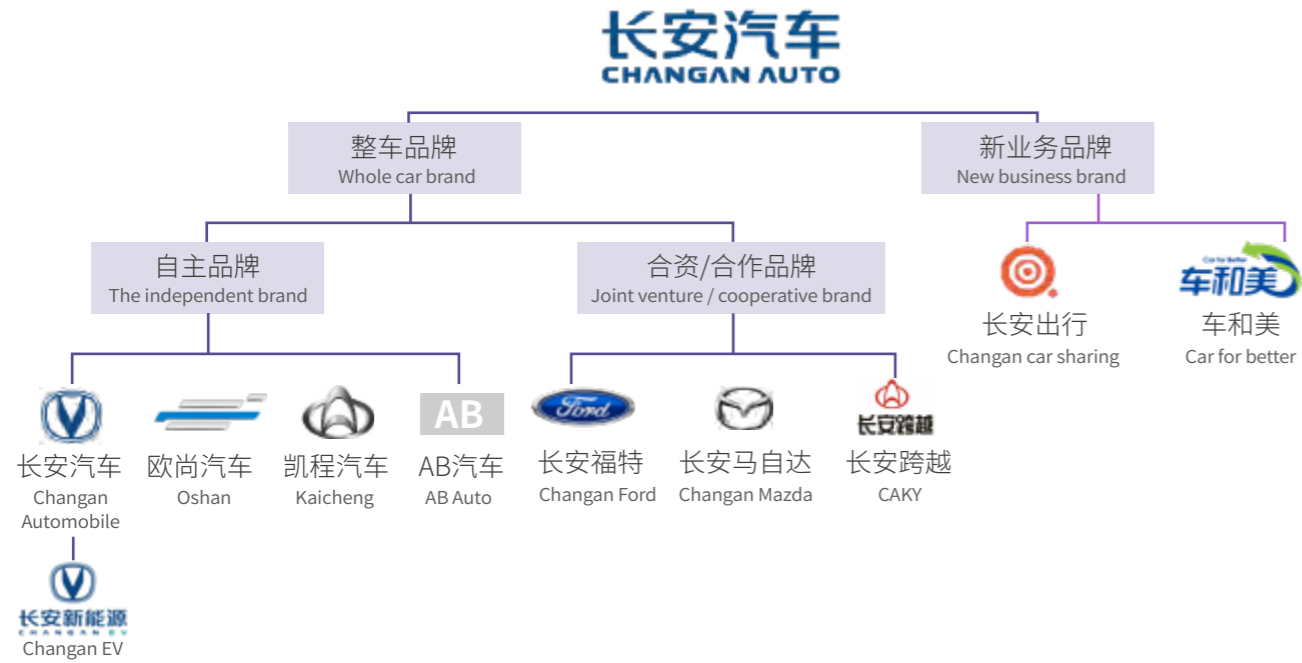 长安汽车
CHANGAN AUTO
整车品牌
Whole car brand
新业务品牌
New business brand
自主品牌
The independent brand
合资/合作品牌
Joint venture / cooperative brand
Car for Better
车和美
长安出行
Changan car sharing
车和美
Car for better
AB
Ford
长安跨越
长安汽车
Changan
Automobile
欧尚汽车
Oshan
凯程汽车
Kaicheng
AB汽车
AB Auto
长安福特
Changan Ford
长安马自达
Changan Mazda
长安跨越
CAKY
长安新能源
CHANGAN EV
Changan EV